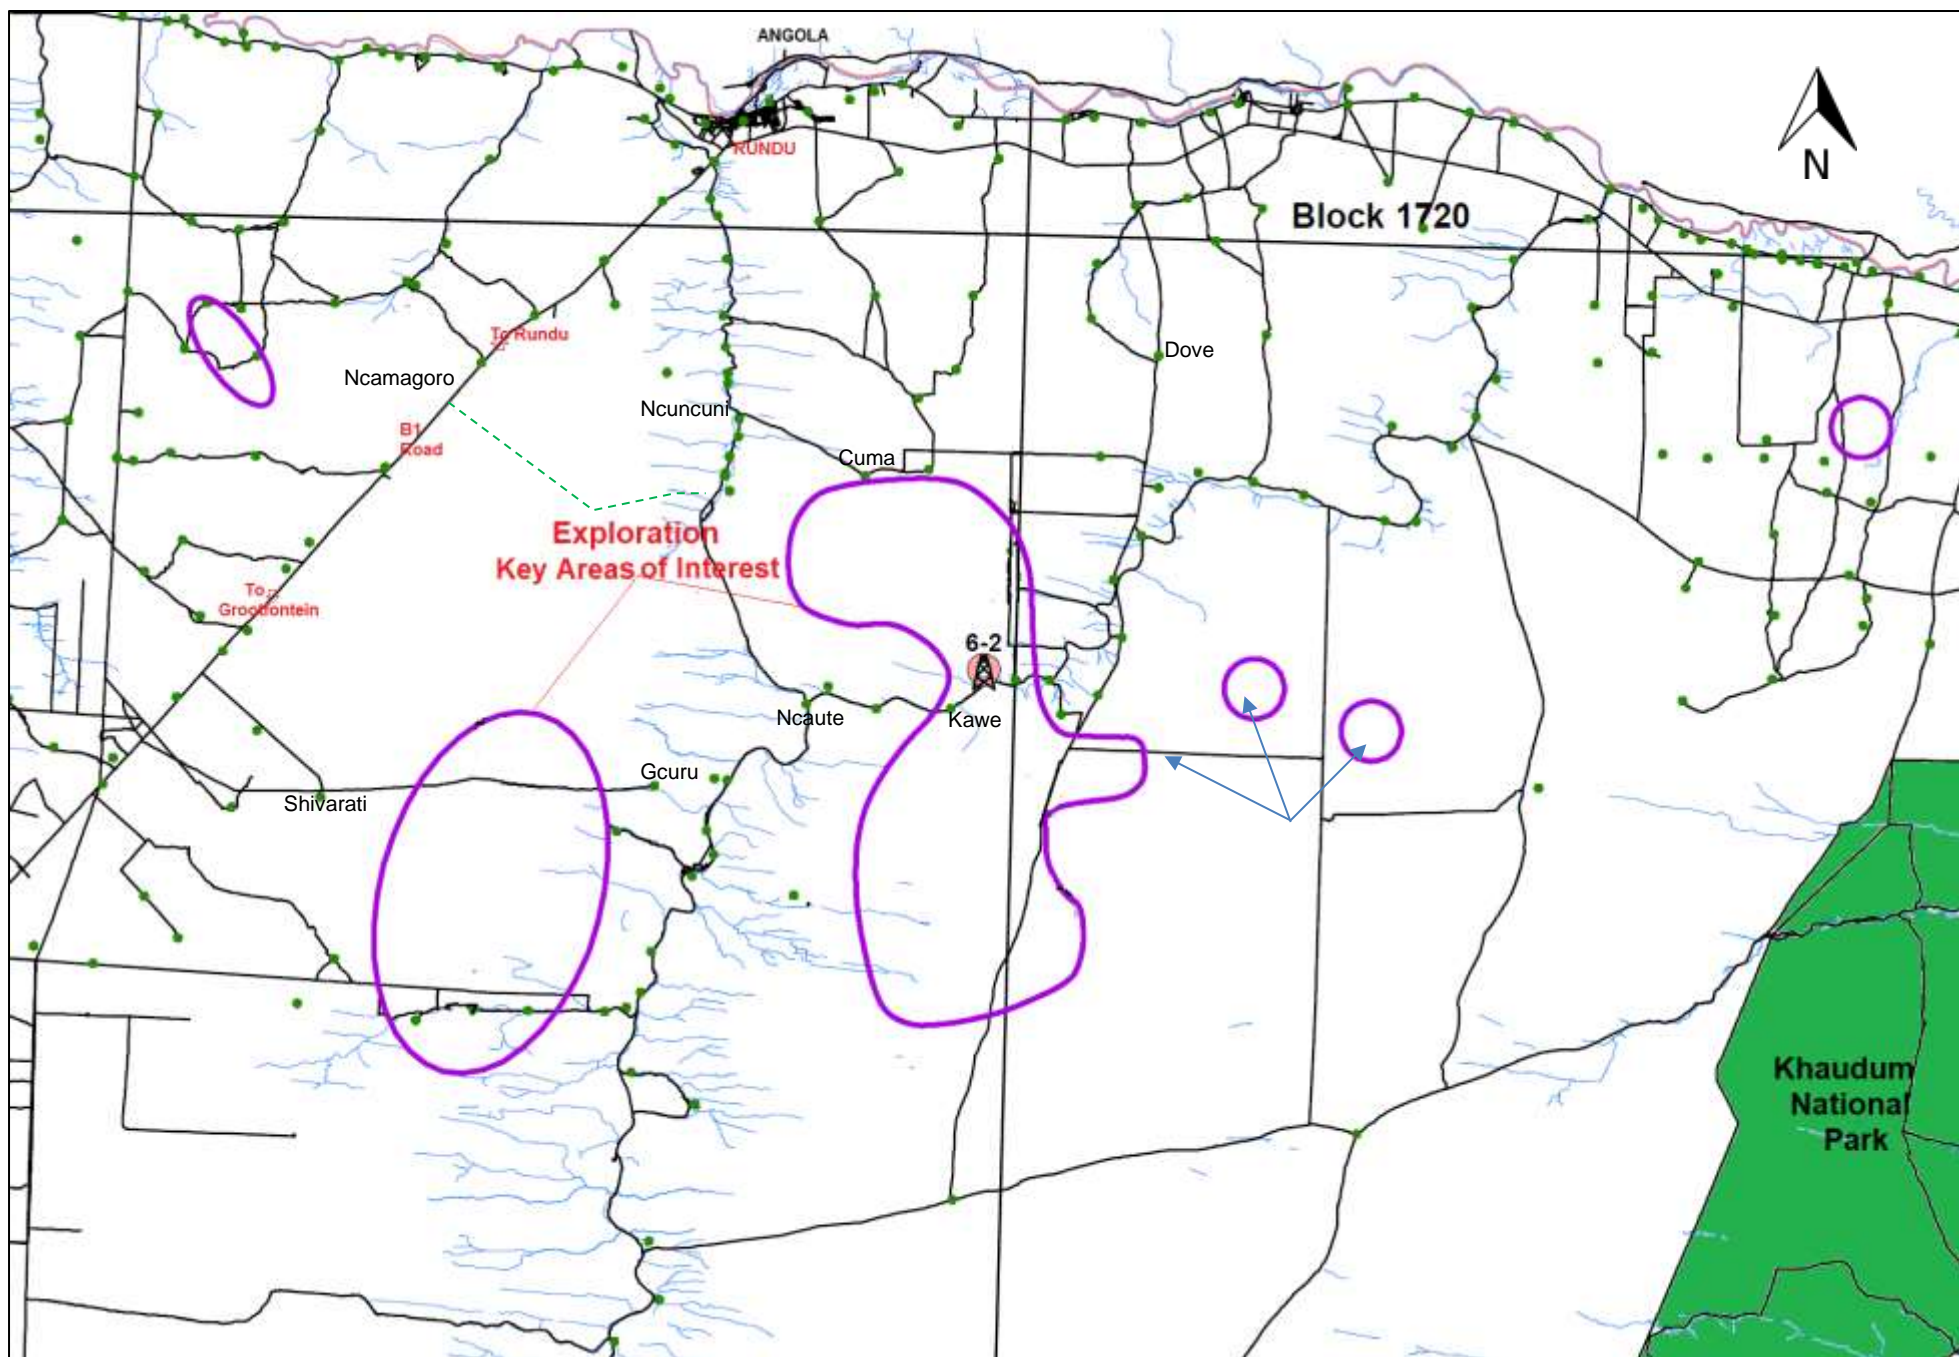 ANGOLA
RUNDU
N
Block 1720
To Rundu
Dove
Ncamagoro
Ncuncuni
B1
Road
Cuma
Exploration
Key Areas of Interest
To
Grootfontein
6-2
Ncaute
Kawe
Gcuru
Shivarati
Khaudum
National
Park